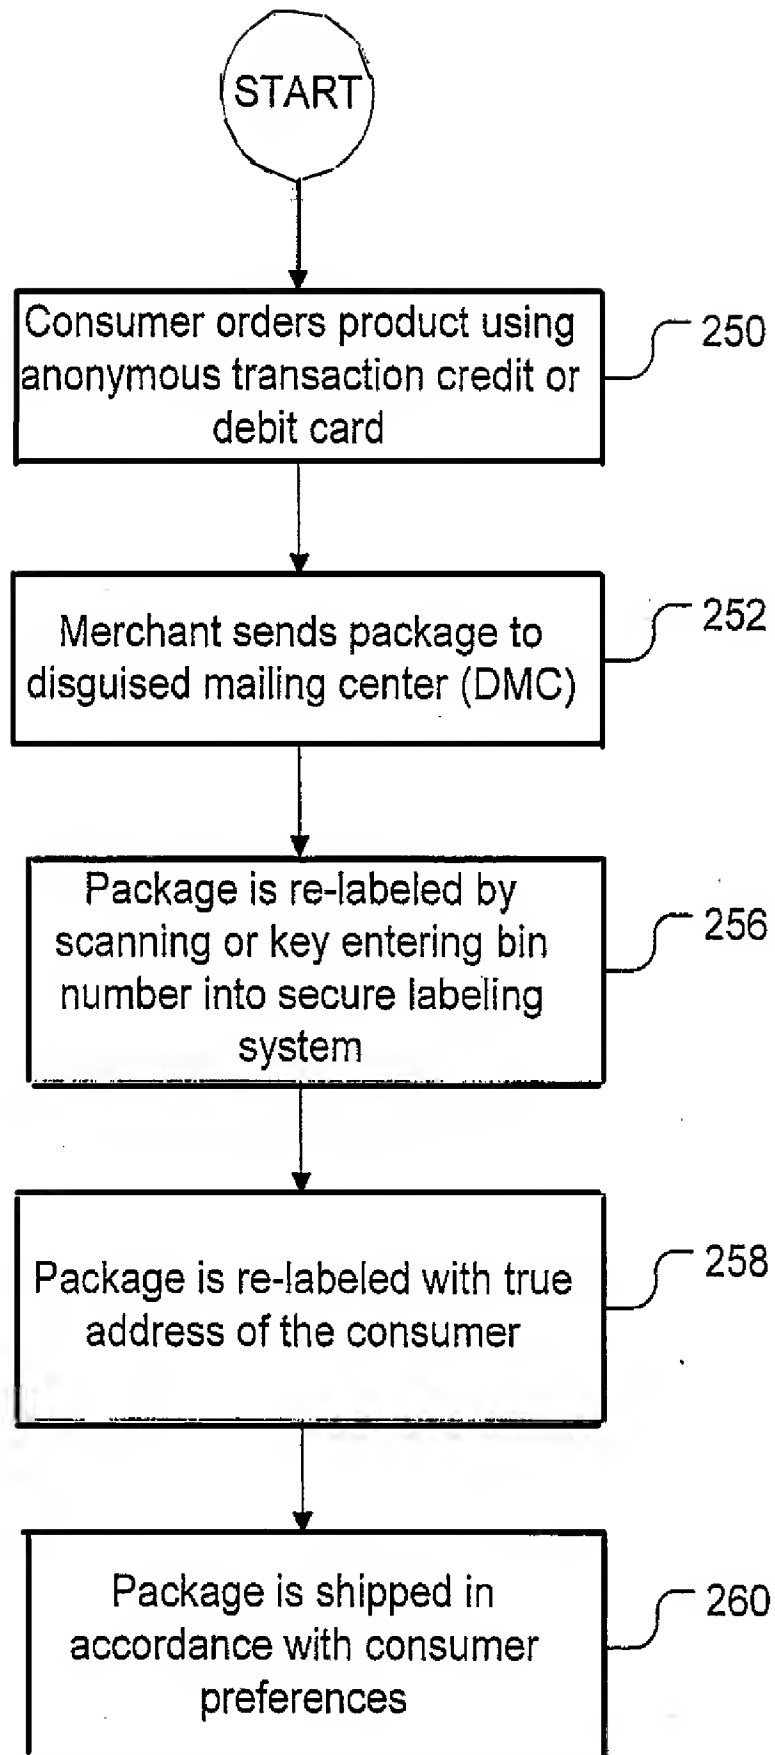 START
Consumer orders product using
anonymous transaction credit or
debit card
250
Merchant sends package to
disguised mailing center (DMC)
252
Package is re-labeled by
scanning or key entering bin
number into secure labeling
system
256
Package is re-labeled with true
address of the consumer
258
Package is shipped in
accordance with consumer
preferences
260